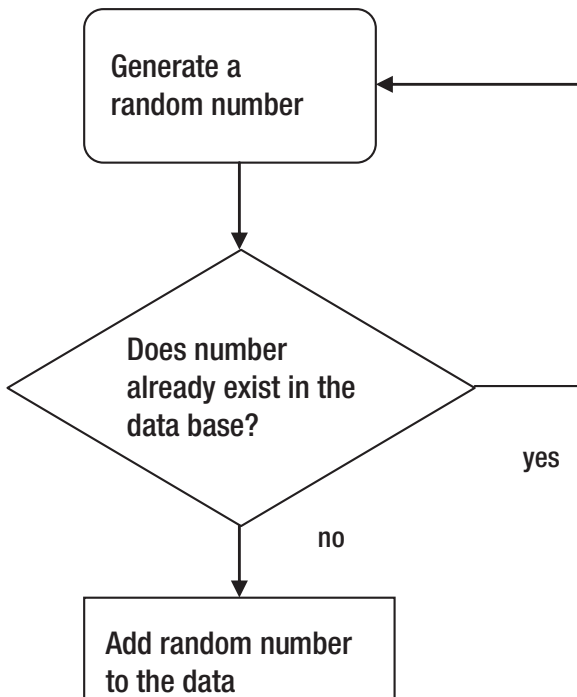 Generate a
random number
Does number
already exist in the
data base?
yes
no
Add random number
to the data